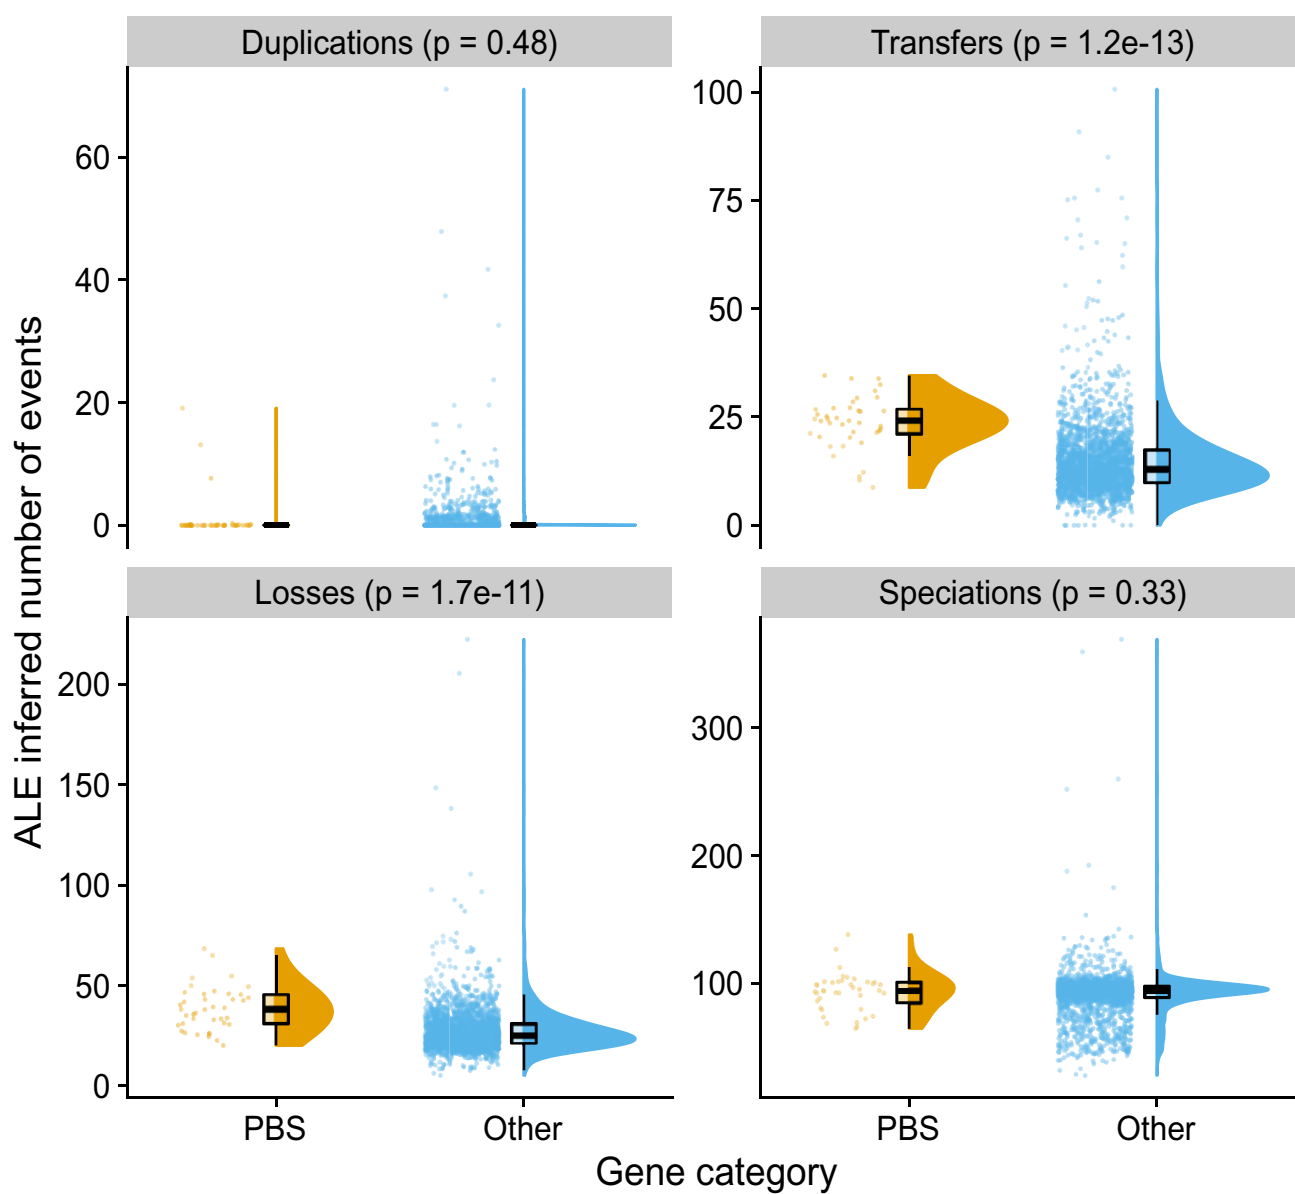 Duplications (p = 0.48)
Transfers (p = 1.2e-13)
60
40
20
0
100
75
50
25
0
Losses (p = 1.7e-11)
Speciations (p = 0.33)
200
150
100
50
0
300
200
100
PBS
Other
PBS
Other
Gene category
ALE inferred number of events